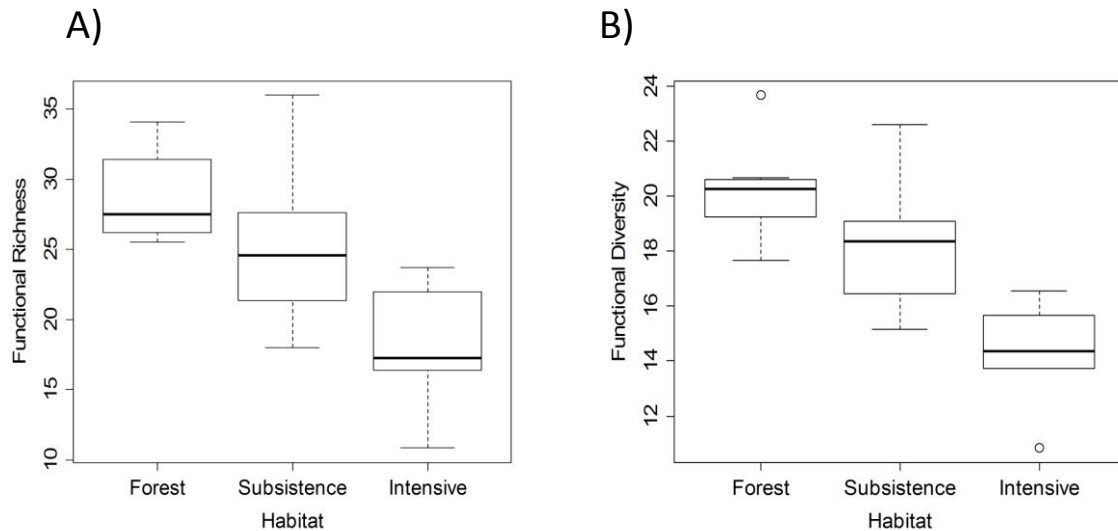 A)
Functional Richness
35
30
25
20
15
10
Forest Subsistence Intensive
Habitat
B)
Functional Diversity
24
22
20
18
16
14
12
Forest Subsistence Intensive
Habitat